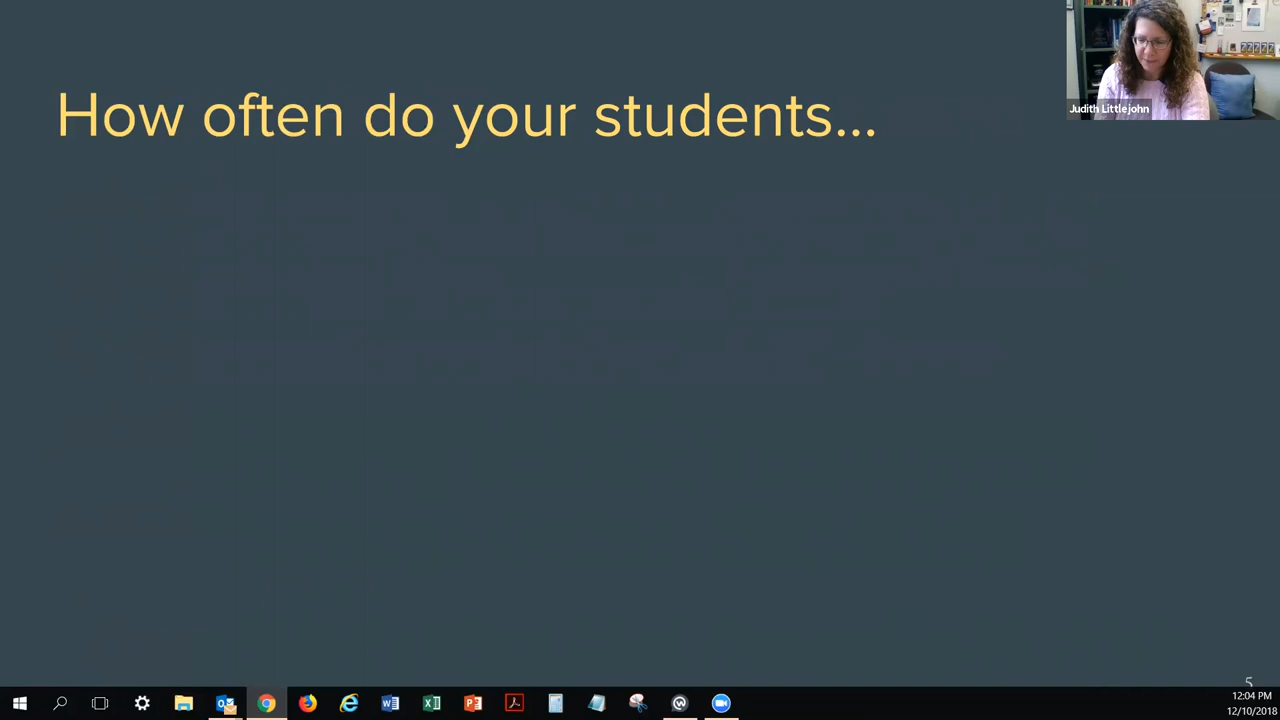 How often do your students...
Judith Littlejohn
5
12:04 PM
12/10/2018